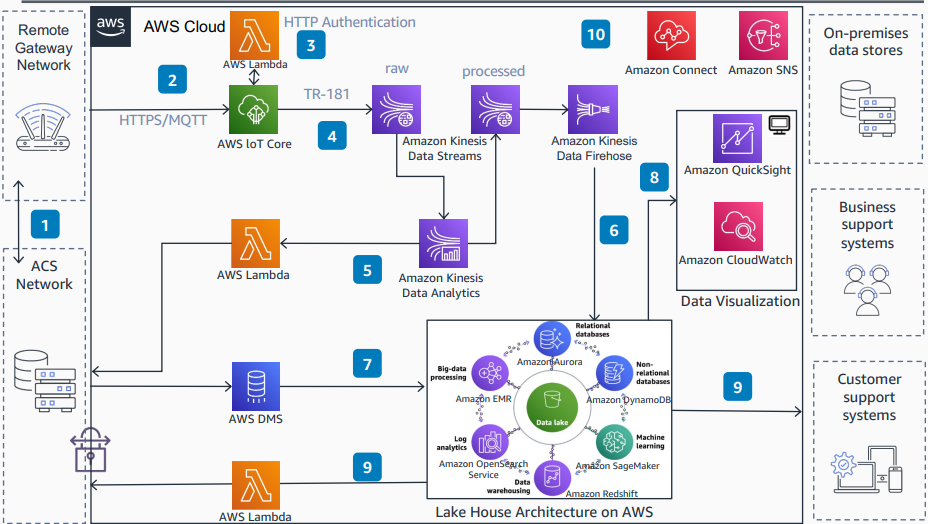 Remote
Gateway
Network
aws
AWS Cloud
AWS Lambda
HTTP Authentication
3
10
Amazon Connect
Amazon SNS
On-premises
data stores
2
HTTPS/MQTT
AWS IoT Core
TR-181
4
raw
processed
Amazon Kinesis
Data Streams
Amazon Kinesis
Data Firehose
8
Amazon QuickSight
Amazon CloudWatch
Data Visualization
1
ACS
Network
AWS Lambda
5
Amazon Kinesis
Data Analytics
6
Business
support
systems
7
AWS DMS
Relational
databases
Amazon Aurora
Big-data
processing
Amazon EMR
Non-
relational
databases
Amazon DynamoDB
Data lake
Log
analytics
Amazon OpenSearch
Service
Machine
learning
Amazon SageMaker
Data
warehousing
Amazon Redshift
9
Customer
support
systems
9
AWS Lambda
Lake House Architecture on AWS